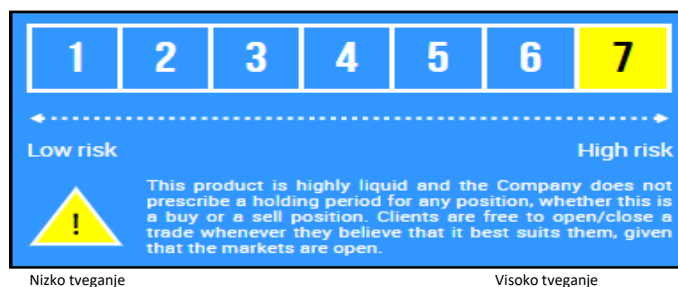 1 2 3 4 5 6 7
Low risk High risk
! This product is highly liquid and the Company does not
prescribe a holding period for any position, whether this is
a buy or a sell position. Clients are free to open/close a
trade whenever they believe that it best suits them, given
that the markets are open.
Nizko tveganje Visoko tveganje